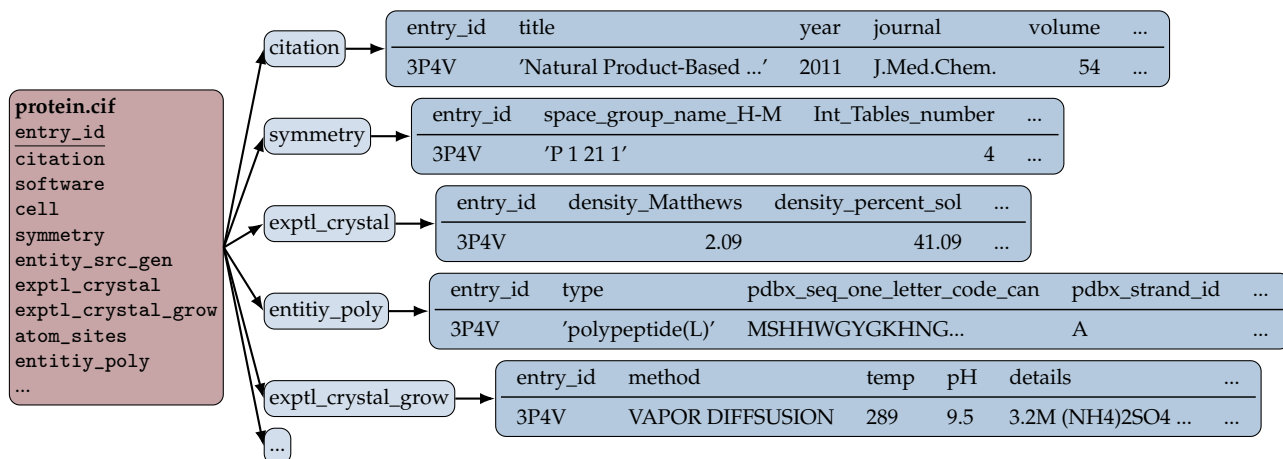 protein.cif
entry_id
citation
software
cell
symmetry
entity_src_gen
exptl_crystal
exptl_crystal_grow
atom_sites
entitiy_poly
...
citation
entry_id title year journal volume ...
3P4V ’Natural Product-Based ...’ 2011 J.Med.Chem. 54 ...
symmetry
entry_id space_group_name_H-M Int_Tables_number ...
3P4V ’P 1 21 1’ 4 ...
exptl_crystal
entry_id density_Matthews density_percent_sol ...
3P4V 2.09 41.09 ...
entitiy_poly
entry_id type pdbx_seq_one_letter_code_can pdbx_strand_id ...
3P4V ’polypeptide(L)’ MSHHWGYGKHNG... A ...
exptl_crystal_grow
entry_id method temp pH details ...
3P4V VAPOR DIFFSUSION 289 9.5 3.2M (NH4)2SO4 ... ...
...